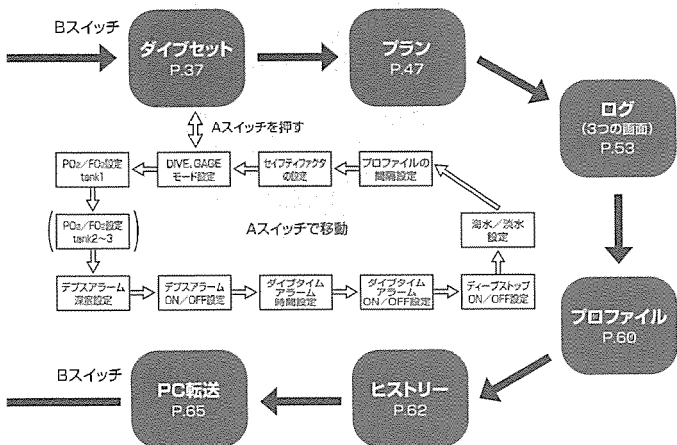 Bスイッチ
ダイブセット
P.37
プラン
P.47
ログ
(3つの画面)
P.53
Aスイッチを押す
PO₂/FO₂設定
tank1
DIVE,GAGE
モード設定
セイフティファクタ
の設定
プロファイルの
間隔設定
(PO₂/FO₂設定
tank2~3)
Aスイッチで移動
海水/淡水
設定
デプスアラーム
深度設定
デプスアラーム
ON/OFF設定
ダイブタイム
アラーム
時間設定
ダイブタイム
アラーム
ON/OFF設定
ディープストップ
ON/OFF設定
プロファイル
P.60
Bスイッチ
PC転送
P.65
ヒストリー
P.62